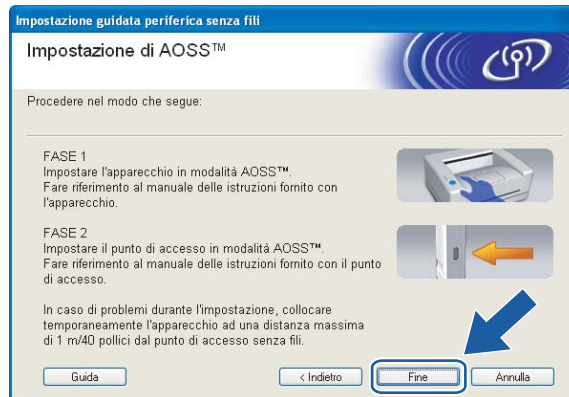 Impostazione guidata periferica senza fili
Impostazione di AOSS™
Procedere nel modo che segue:
FASE 1
Impostare l'apparecchio in modalità AOSS™.
Fare riferimento al manuale delle istruzioni fornito con
l'apparecchio.
FASE 2
Impostare il punto di accesso in modalità AOSS™.
Fare riferimento al manuale delle istruzioni fornito con il punto
di accesso.
In caso di problemi durante l'impostazione, collocare
temporaneamente l'apparecchio ad una distanza massima
di 1 m/40 pollici dal punto di accesso senza fili.
Guida
< Indietro
Fine
Annulla